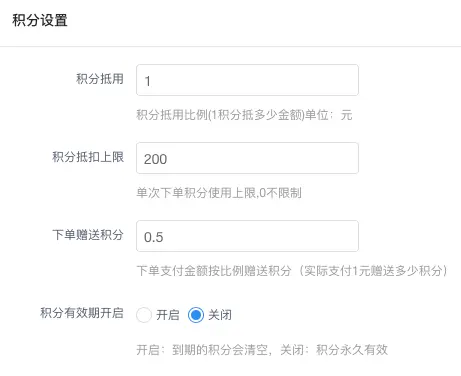 积分设置
积分抵用 1
积分抵用比例(1积分抵多少金额)单位：元
积分抵扣上限 200
单次下单积分使用上限,0不限制
下单赠送积分 0.5
下单支付金额按比例赠送积分（实际支付1元赠送多少积分）
积分有效期开启 开启 关闭
开启：到期的积分会清空，关闭：积分永久有效